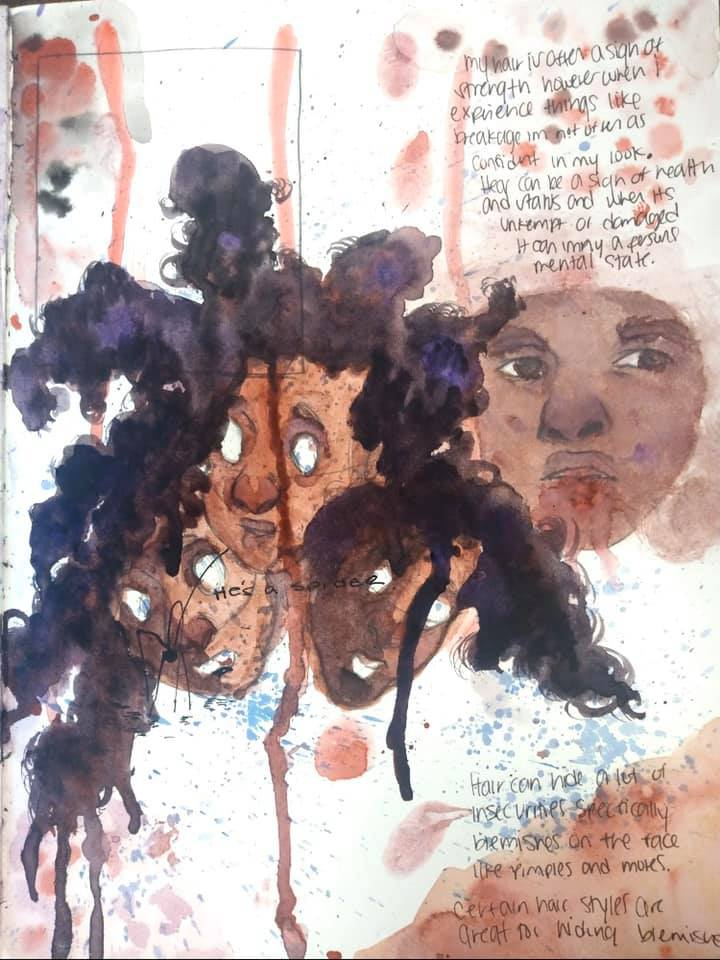 my hair is often a sign of
strength however when i
experience things like
breakage im not often as
confident in my look.
Hear can be a sign of health
and status and when its
unkempt or damaged
it can imply a persons
mental state.
He's a spider
Hair can hide a lot of
insecurities specifically
blemishes on the face
like pimples and moles.
certain hair styles are
great for hiding blemishes